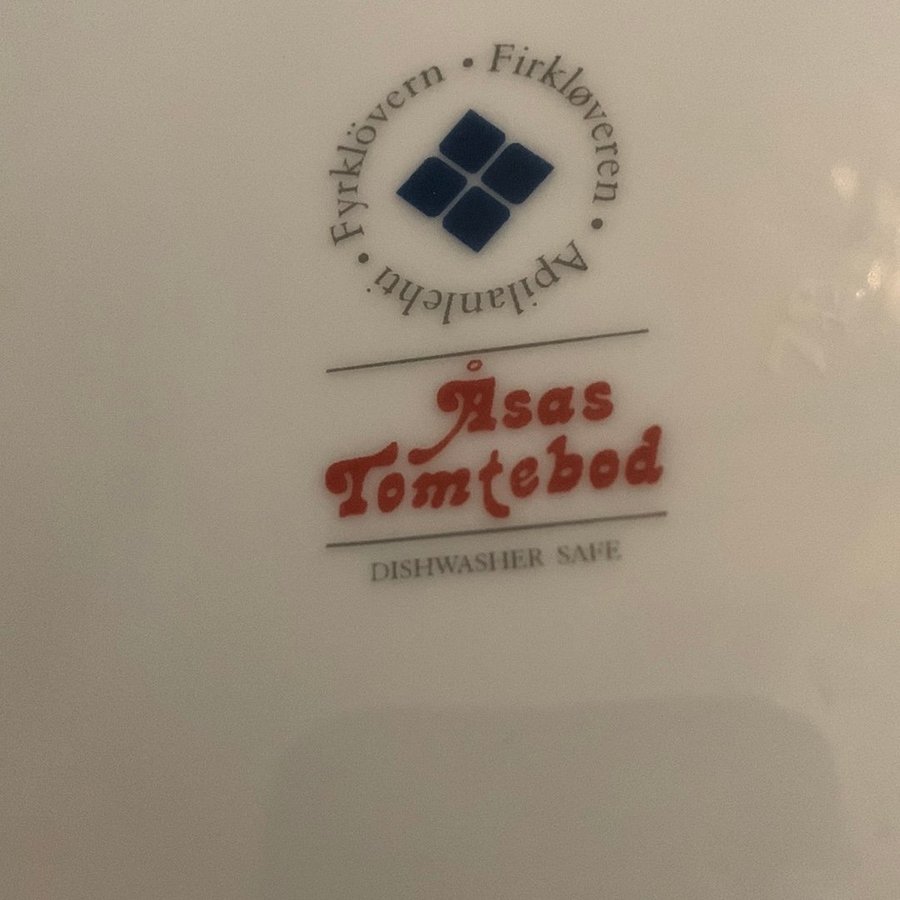 Fyrklövern • Firkløveren • Apilanlehti •
Åsas
Tomtebod
DISHWASHER SAFE